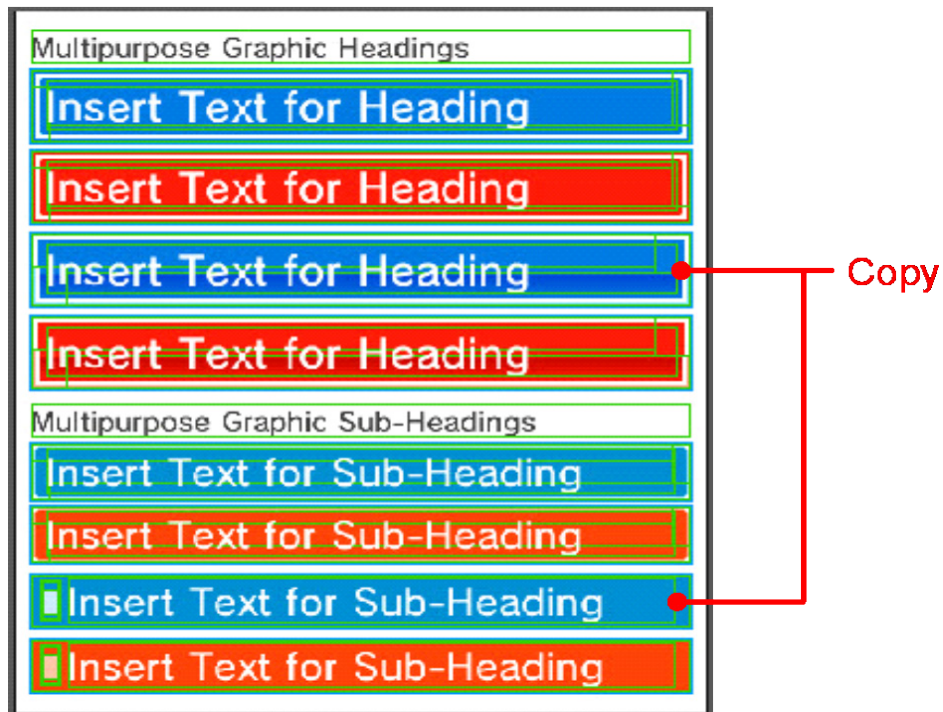 Multipurpose Graphic Headings
Insert Text for Heading
Insert Text for Heading
Insert Text for Heading
Copy
Insert Text for Heading
Multipurpose Graphic Sub-Headings
Insert Text for Sub-Heading
Insert Text for Sub-Heading
Insert Text for Sub-Heading
Insert Text for Sub-Heading